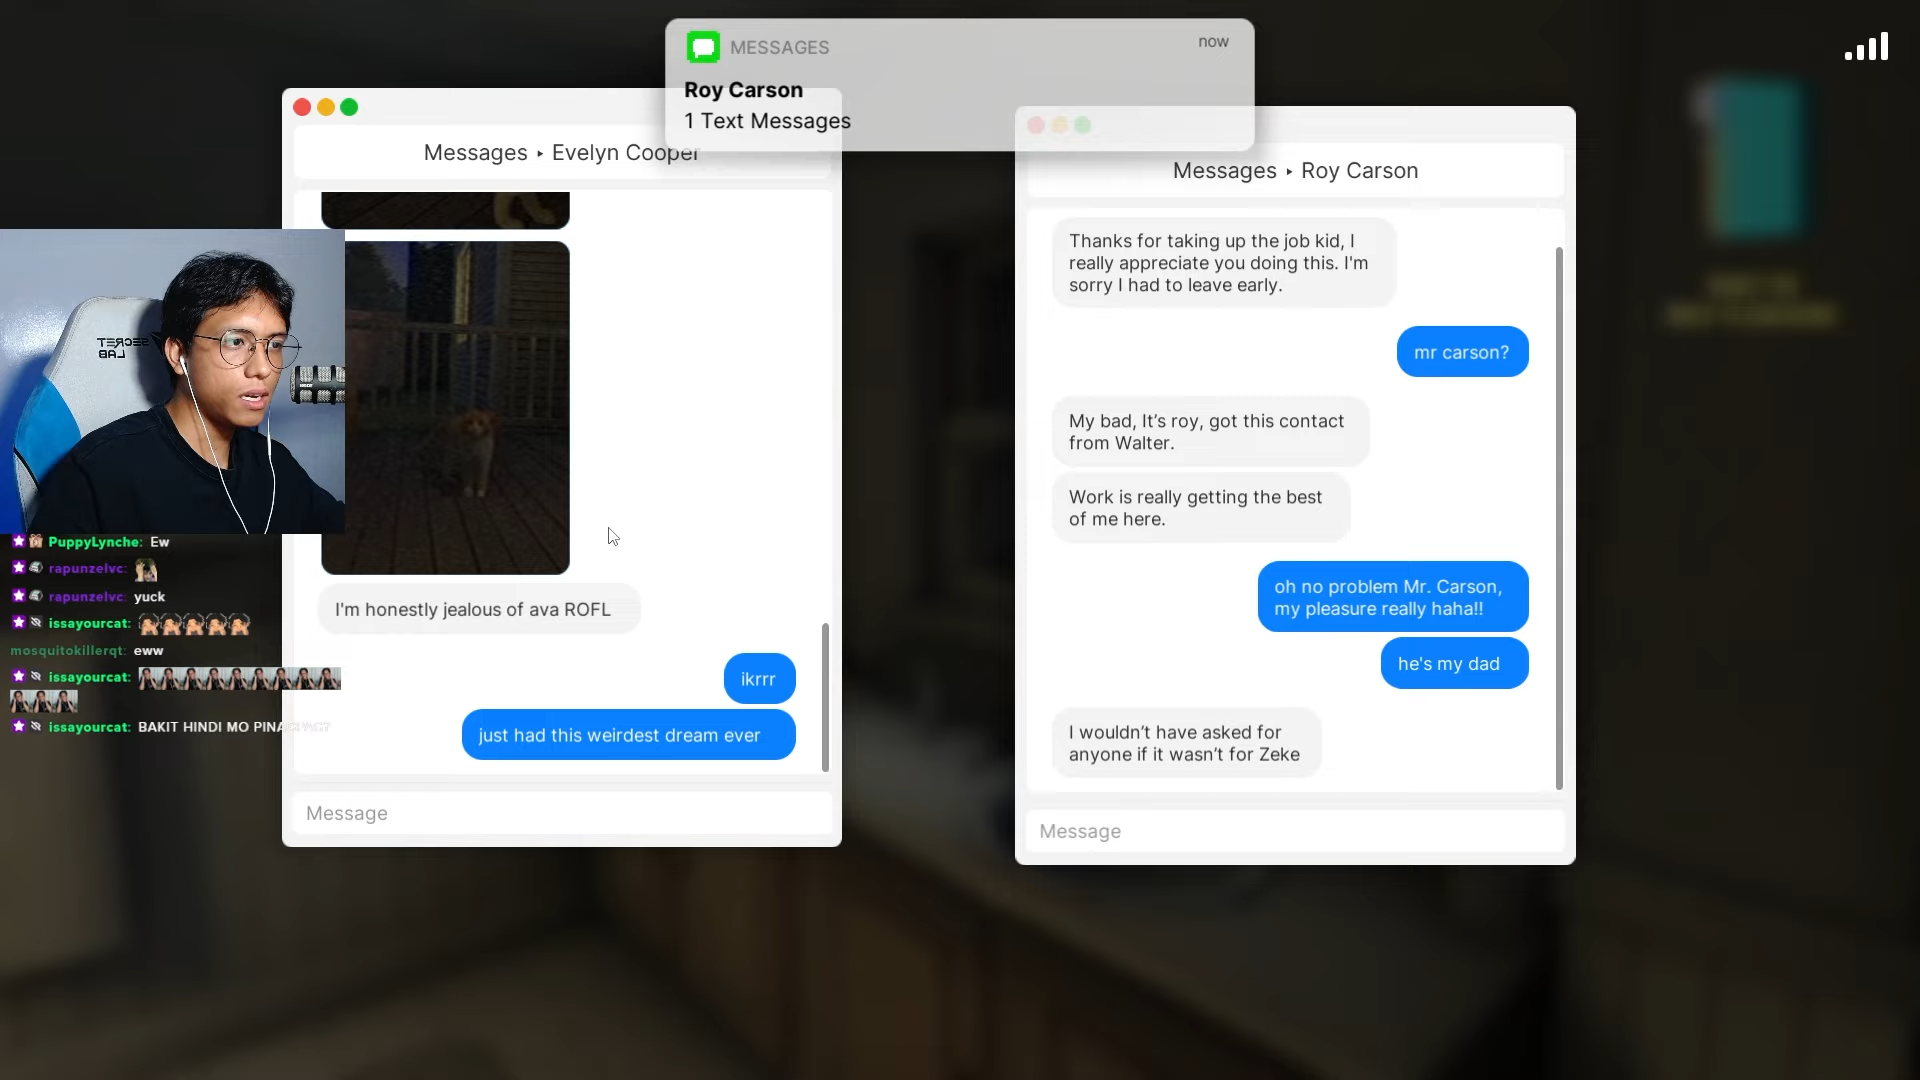 MESSAGES
now
Roy Carson
1 Text Messages
Messages ‣ Evelyn Cooper
I'm honestly jealous of ava ROFL
ikrrr
just had this weirdest dream ever
Message
Messages ‣ Roy Carson
Thanks for taking up the job kid, I
really appreciate you doing this. I'm
sorry I had to leave early.
mr carson?
My bad, It’s roy, got this contact
from Walter.
Work is really getting the best
of me here.
oh no problem Mr. Carson,
my pleasure really haha!!
he's my dad
I wouldn’t have asked for
anyone if it wasn’t for Zeke
Message
SECRET
LAB
PuppyLynche: Ew
rapunzelvc:
rapunzelvc: yuck
issayourcat:
mosquitokillerqt: eww
issayourcat:
issayourcat: BAKIT HINDI MO